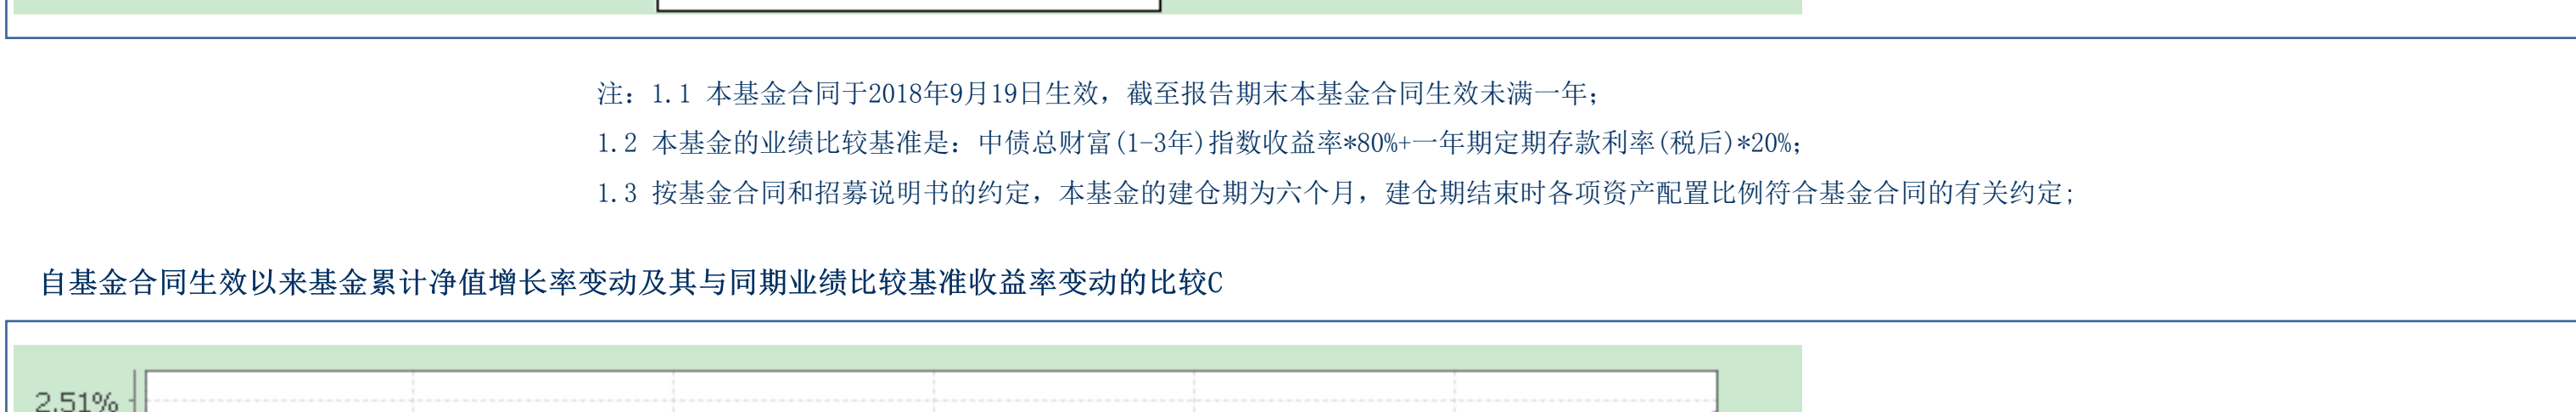 注: 1.1 本基金合同于2018年9月19日生效, 截至报告期末本基金合同生效未满一年;
1.2 本基金的业绩比较基准是: 中债总财富(1-3年)指数收益率*80%+一年期定期存款利率(税后)*20%;
1.3 按基金合同和招募说明书的约定, 本基金的建仓期为六个月, 建仓期结束时各项资产配置比例符合基金合同的有关约定;
自基金合同生效以来基金累计净值增长率变动及其与同期业绩比较基准收益率变动的比较C
2.51%